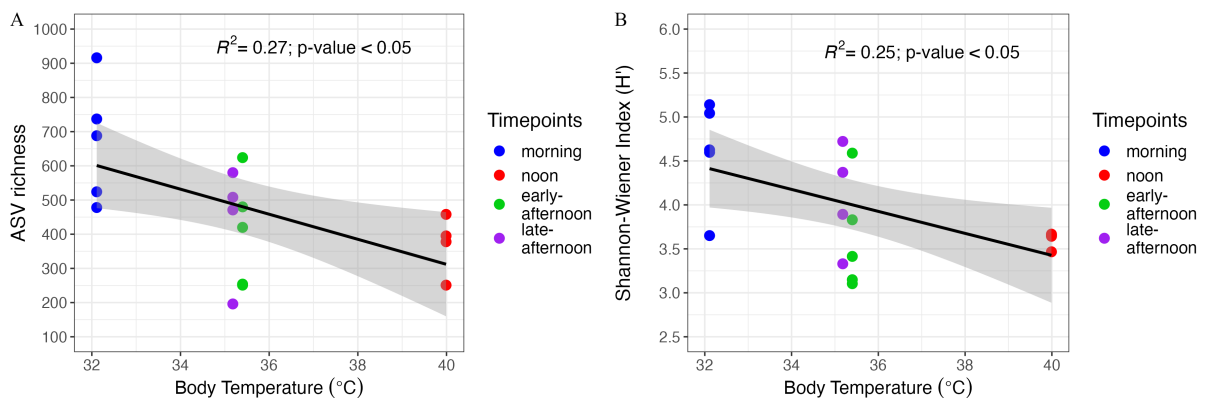 A
R²= 0.27; p-value < 0.05
1000
900
800
700
600
500
400
300
200
100
ASV richness
32
34
36
38
40
Body Temperature (°C)
Timepoints
morning
noon
early-
afternoon
late-
afternoon
B
R²= 0.25; p-value < 0.05
6.0
5.5
5.0
4.5
4.0
3.5
3.0
2.5
Shannon-Wiener Index (H')
32
34
36
38
40
Body Temperature (°C)
Timepoints
morning
noon
early-
afternoon
late-
afternoon